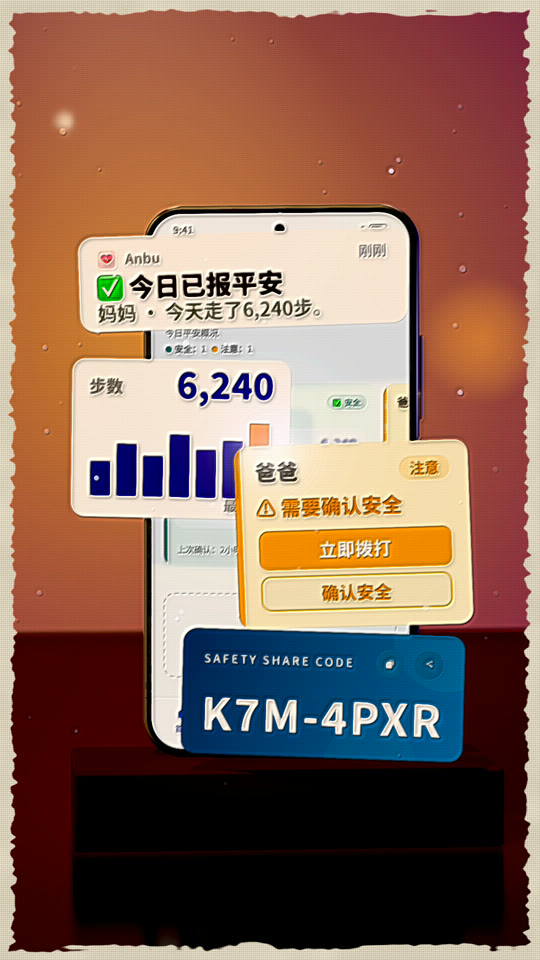 9:41
Anbu
刚刚
✅ 今日已报平安
妈妈 · 今天走了6,240步。
今日平安概况
安全: 1 注意: 1
步数
6,240
安全
爸
爸爸
注意
⚠ 需要确认安全
立即拨打
上次确认: 2小
确认安全
SAFETY SHARE CODE
K7M-4PXR